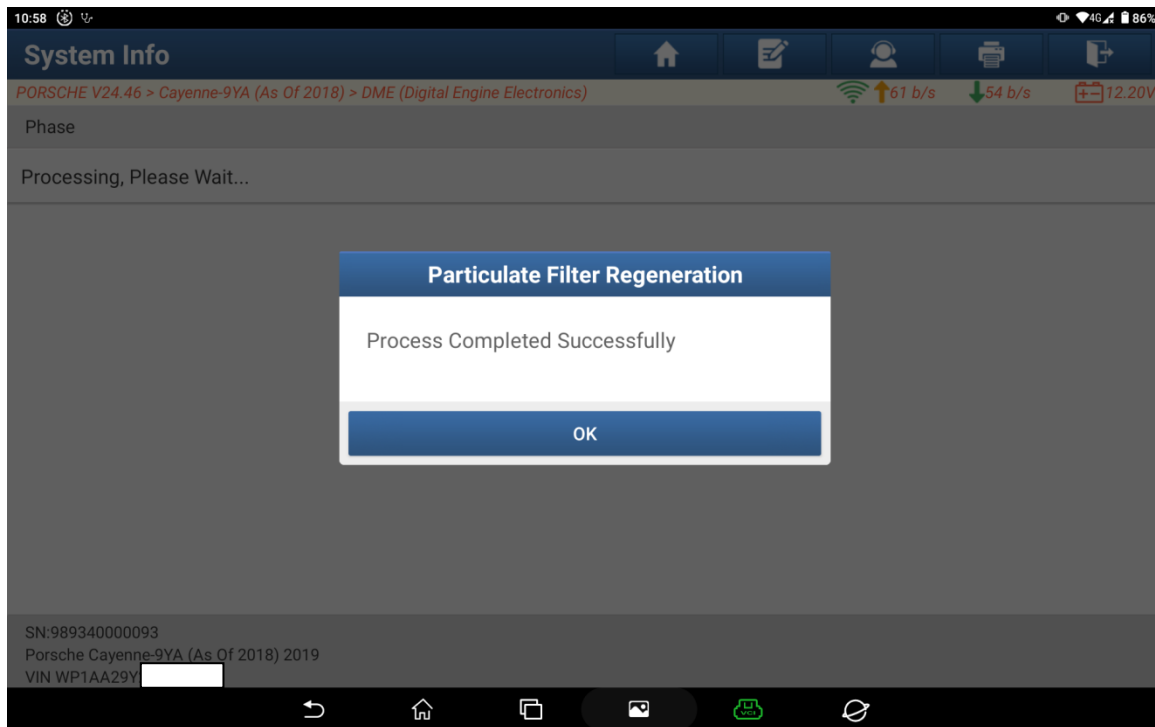 10:58 4G 86%
System Info
PORSCHE V24.46 > Cayenne-9YA (As Of 2018) > DME (Digital Engine Electronics) 61 b/s 54 b/s 12.20V
Phase
Processing, Please Wait...
Particulate Filter Regeneration
Process Completed Successfully
OK
SN:989340000093
Porsche Cayenne-9YA (As Of 2018) 2019
VIN WP1AA29Y
VCI